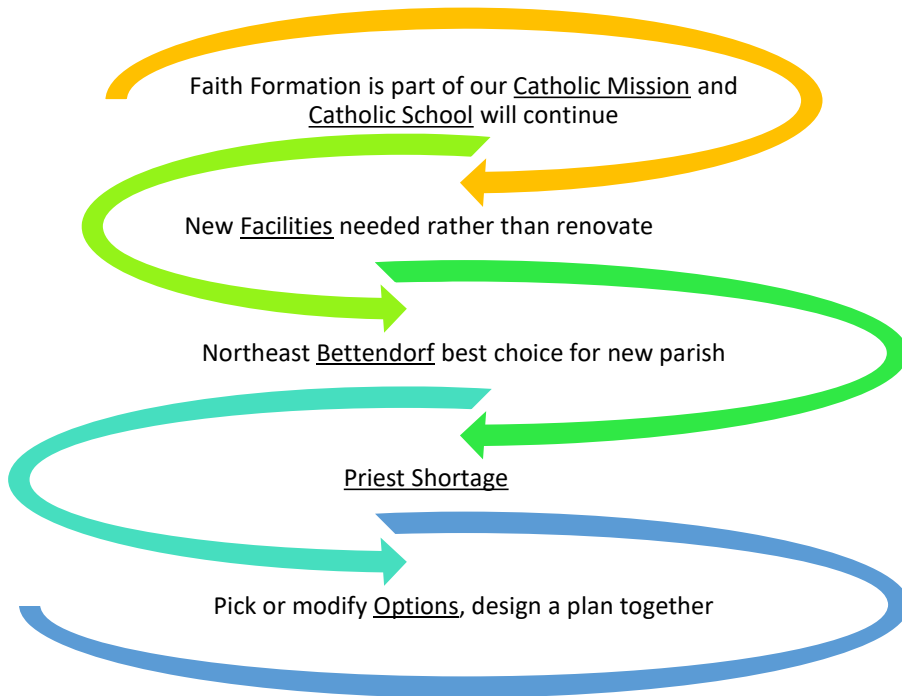 Faith Formation is part of our Catholic Mission and
Catholic School will continue
New Facilities needed rather than renovate
Northeast Bettendorf best choice for new parish
Priest Shortage
Pick or modify Options, design a plan together